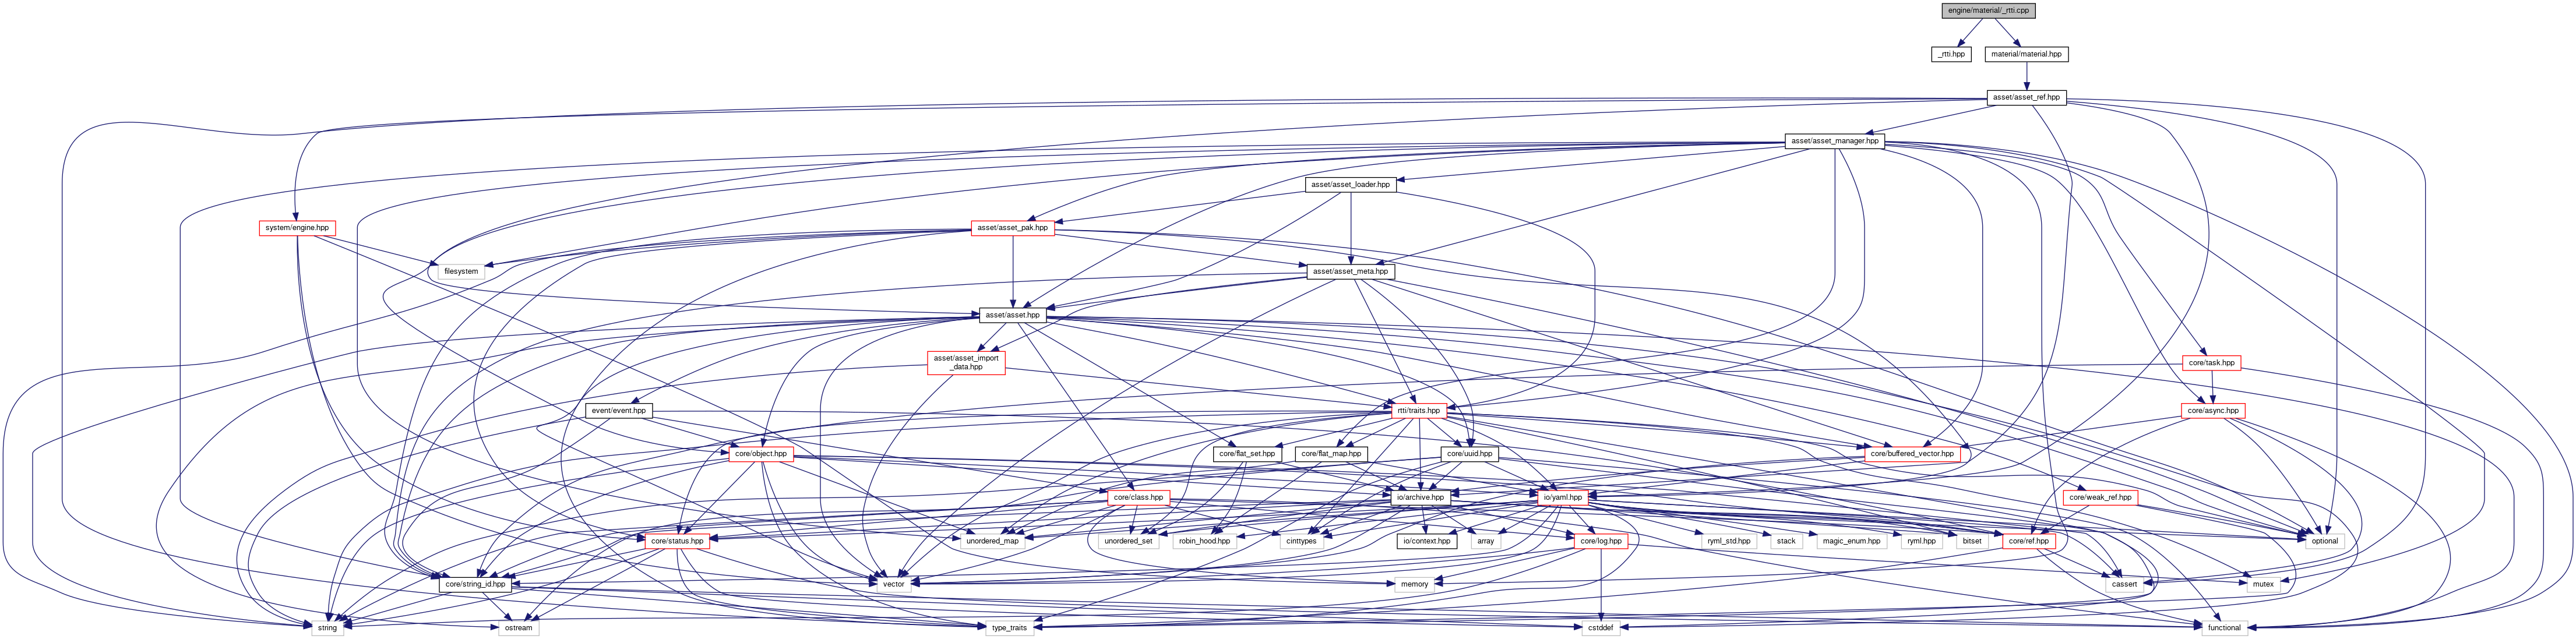 engine/material/_rtti.cpp
_rtti.hpp
material/material.hpp
asset/asset_ref.hpp
asset/asset_manager.hpp
asset/asset_loader.hpp
system/engine.hpp
asset/asset_pak.hpp
filesystem
asset/asset_meta.hpp
asset/asset.hpp
asset/asset_import
_data.hpp
core/task.hpp
event/event.hpp
rtti/traits.hpp
core/async.hpp
core/object.hpp
core/flat_set.hpp
core/flat_map.hpp
core/uuid.hpp
core/buffered_vector.hpp
core/class.hpp
io/archive.hpp
io/yaml.hpp
core/weak_ref.hpp
core/status.hpp
unordered_map
unordered_set
robin_hood.hpp
cinttypes
io/context.hpp
array
core/log.hpp
ryml_std.hpp
stack
magic_enum.hpp
ryml.hpp
bitset
core/ref.hpp
optional
core/string_id.hpp
vector
memory
cassert
mutex
string
ostream
type_traits
cstddef
functional